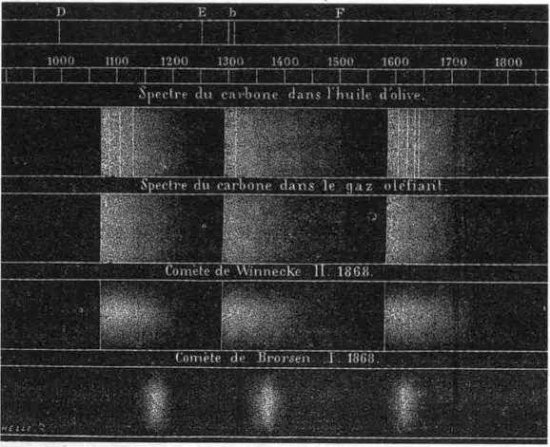 D E b F
1000 1100 1200 1300 1400 1500 1600 1700 1800
Spectre du carbone dans l'huile d'olive.
Spectre du carbone dans le gaz oléfiant.
Comète de Winnecke II. 1868.
Comète de Brorsen I 1868.